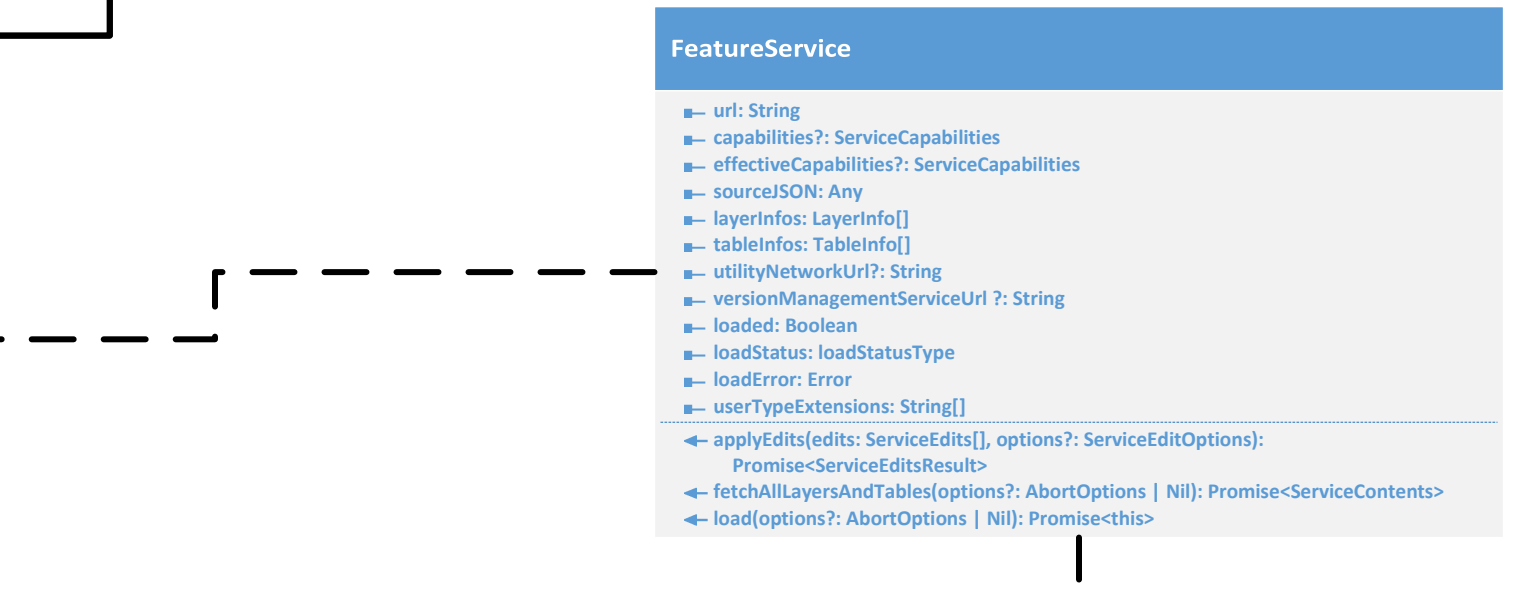 FeatureService
url: String
capabilities?: ServiceCapabilities
effectiveCapabilities?: ServiceCapabilities
sourceJSON: Any
layerInfos: LayerInfo[]
tableInfos: TableInfo[]
utilityNetworkUrl?: String
versionManagementServiceUrl ?: String
loaded: Boolean
loadStatus: loadStatusType
loadError: Error
userTypeExtensions: String[]
applyEdits(edits: ServiceEdits[], options?: ServiceEditOptions):
Promise<ServiceEditsResult>
fetchAllLayersAndTables(options?: AbortOptions | Nil): Promise<ServiceContents>
load(options?: AbortOptions | Nil): Promise<this>